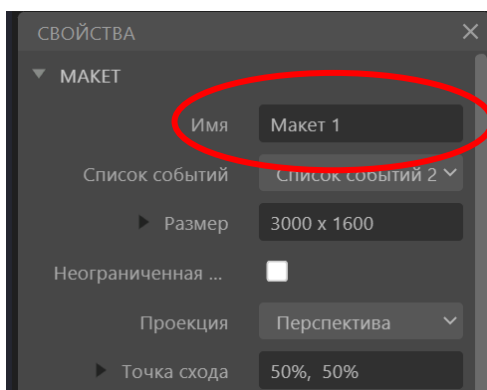 СВОЙСТВА
МАКЕТ
Имя Макет 1
Список событий Список событий 2
Размер 3000 x 1600
Неограниченная ...
Проекция Перспектива
Точка схода 50%, 50%